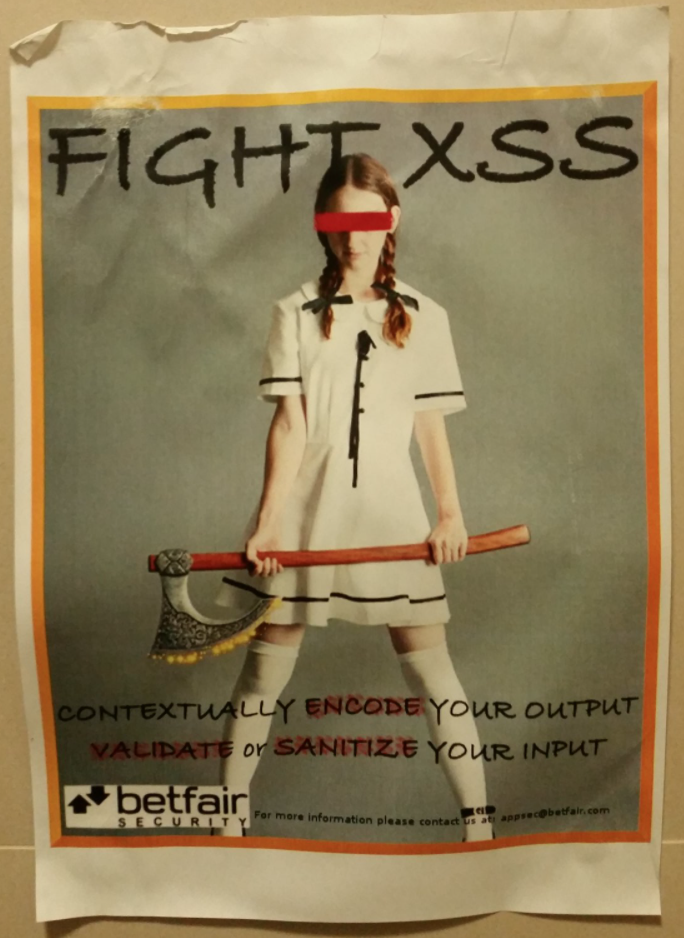 FIGHT XSS
CONTEXTUALLY ENCODE YOUR OUTPUT
VALIDATE or SANITIZE YOUR INPUT
betfair
SECURITY
For more information please contact us at: appsec@betfair.com